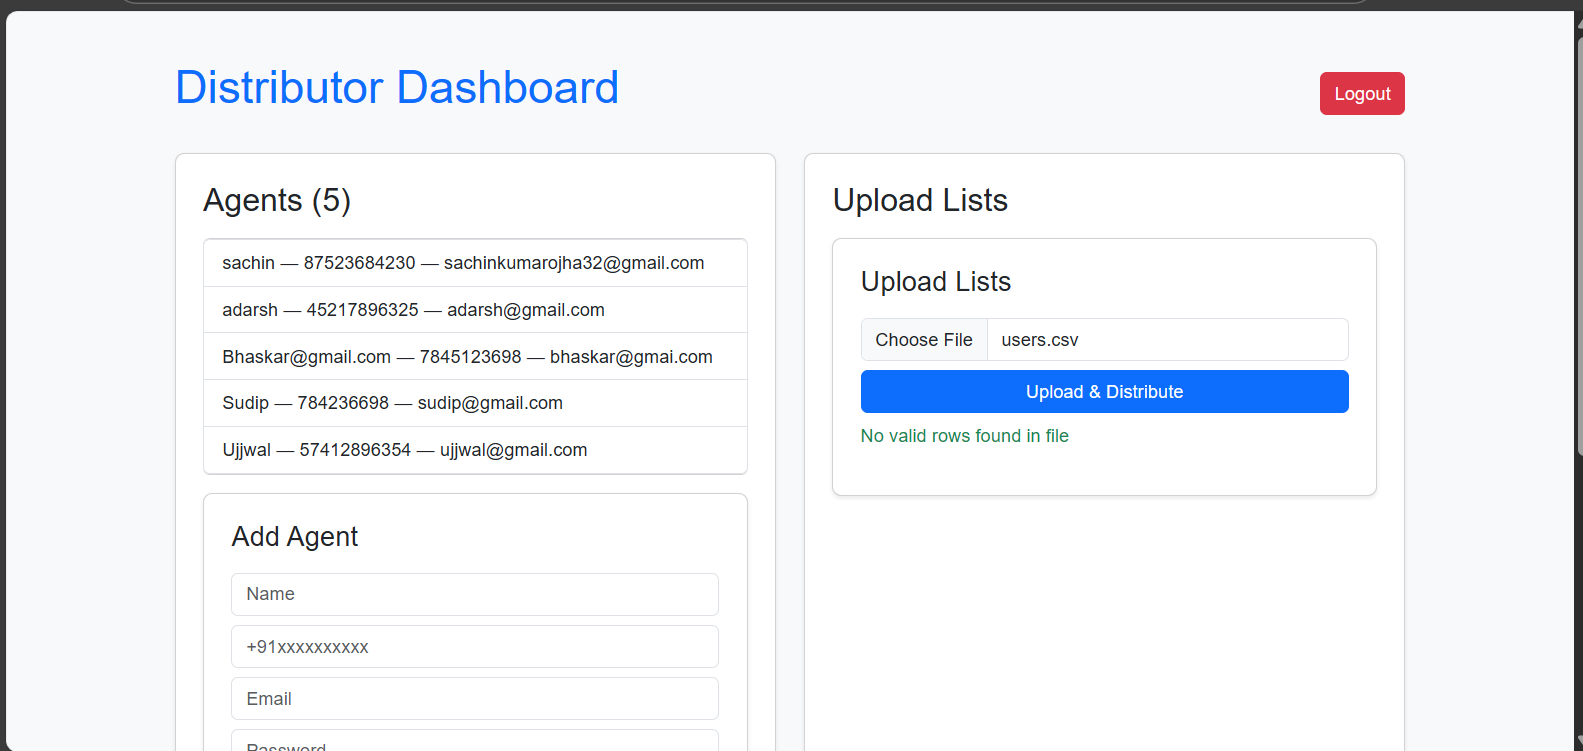 Distributor Dashboard
Logout
Agents (5)
sachin — 87523684230 — sachinkumarojha32@gmail.com
adarsh — 45217896325 — adarsh@gmail.com
Bhaskar@gmail.com — 7845123698 — bhaskar@gmai.com
Sudip — 784236698 — sudip@gmail.com
Ujjwal — 57412896354 — ujjwal@gmail.com
Add Agent
Name
+91xxxxxxxxxx
Email
Password
Upload Lists
Upload Lists
Choose File users.csv
Upload & Distribute
No valid rows found in file